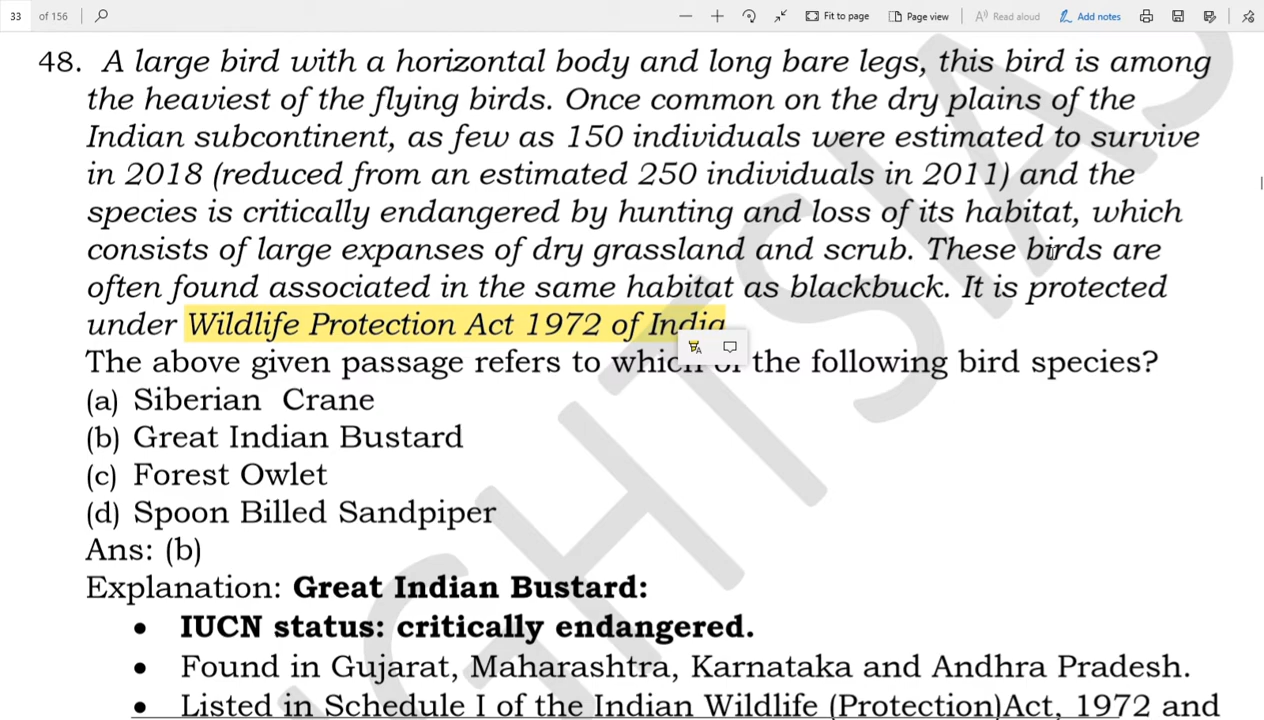 33 of 156 Fit to page Page view Read aloud Add notes
48. A large bird with a horizontal body and long bare legs, this bird is among
the heaviest of the flying birds. Once common on the dry plains of the
Indian subcontinent, as few as 150 individuals were estimated to survive
in 2018 (reduced from an estimated 250 individuals in 2011) and the
species is critically endangered by hunting and loss of its habitat, which
consists of large expanses of dry grassland and scrub. These birds are
often found associated in the same habitat as blackbuck. It is protected
under Wildlife Protection Act 1972 of India
The above given passage refers to which of the following bird species?
(a) Siberian Crane
(b) Great Indian Bustard
(c) Forest Owlet
(d) Spoon Billed Sandpiper
Ans: (b)
Explanation: Great Indian Bustard:
• IUCN status: critically endangered.
• Found in Gujarat, Maharashtra, Karnataka and Andhra Pradesh.
• Listed in Schedule I of the Indian Wildlife (Protection)Act, 1972 and